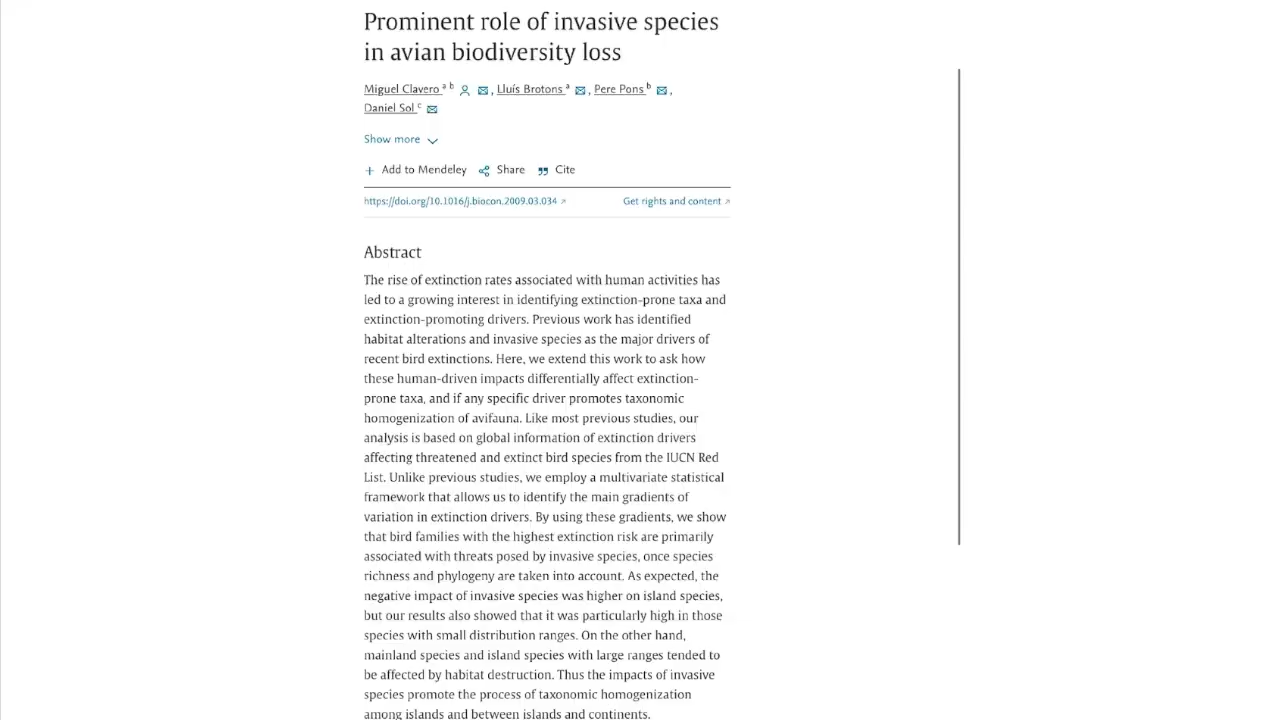 Prominent role of invasive species
in avian biodiversity loss
Miguel Clavero a b, Lluís Brotons a, Pere Pons b,
Daniel Sol c
Show more
+ Add to Mendeley Share Cite
https://doi.org/10.1016/j.biocon.2009.03.034 Get rights and content
Abstract
The rise of extinction rates associated with human activities has
led to a growing interest in identifying extinction-prone taxa and
extinction-promoting drivers. Previous work has identified
habitat alterations and invasive species as the major drivers of
recent bird extinctions. Here, we extend this work to ask how
these human-driven impacts differentially affect extinction-
prone taxa, and if any specific driver promotes taxonomic
homogenization of avifauna. Like most previous studies, our
analysis is based on global information of extinction drivers
affecting threatened and extinct bird species from the IUCN Red
List. Unlike previous studies, we employ a multivariate statistical
framework that allows us to identify the main gradients of
variation in extinction drivers. By using these gradients, we show
that bird families with the highest extinction risk are primarily
associated with threats posed by invasive species, once species
richness and phylogeny are taken into account. As expected, the
negative impact of invasive species was higher on island species,
but our results also showed that it was particularly high in those
species with small distribution ranges. On the other hand,
mainland species and island species with large ranges tended to
be affected by habitat destruction. Thus the impacts of invasive
species promote the process of taxonomic homogenization
among islands and between islands and continents.